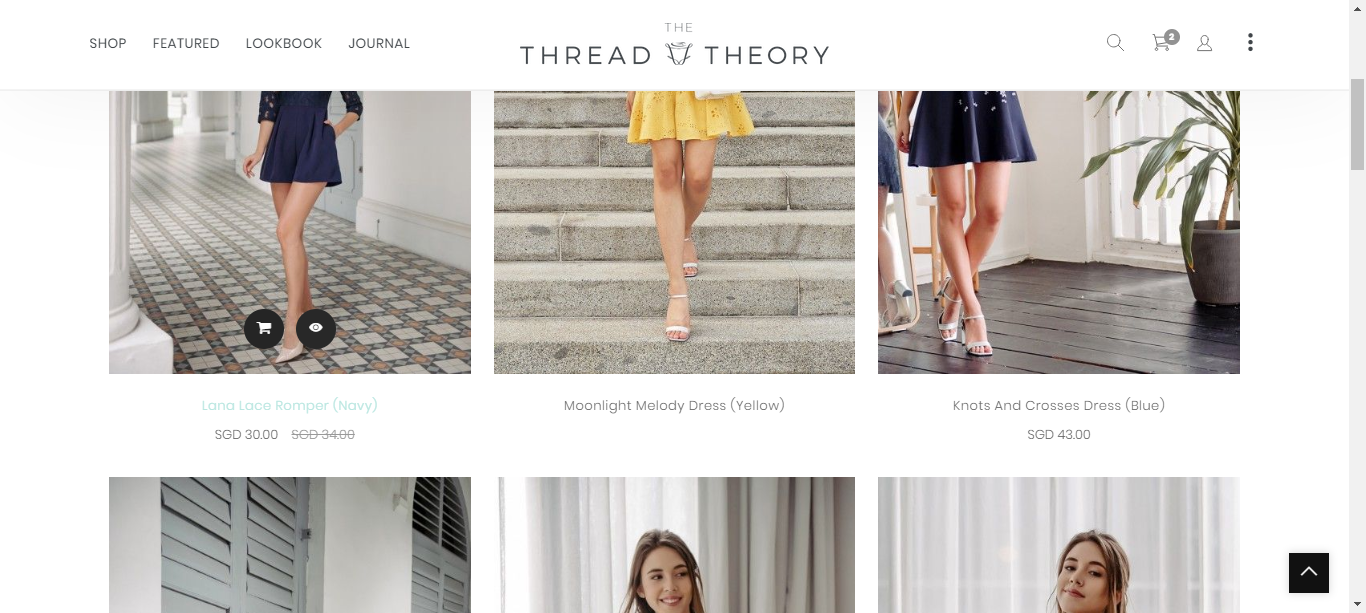 SHOP FEATURED LOOKBOOK JOURNAL
THE
THREAD THEORY
2
Lana Lace Romper (Navy)
SGD 30.00 SGD 34.00
Moonlight Melody Dress (Yellow)
Knots And Crosses Dress (Blue)
SGD 43.00